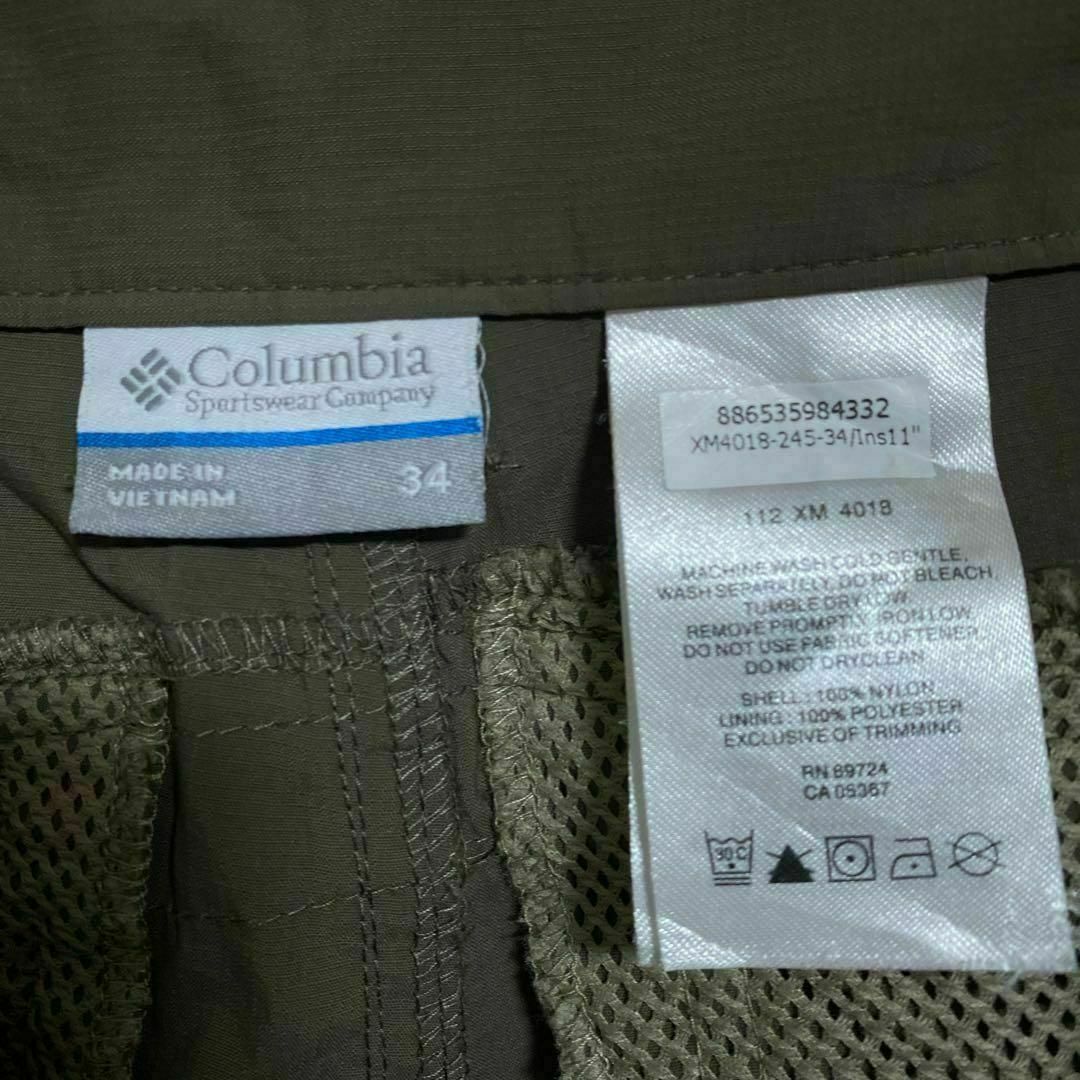 Columbia
Sportswear Company
MADE IN
VIETNAM
34
886535984332
XM4018-245-34/Ins11"
112 XM 4018
MACHINE WASH COLD GENTLE,
WASH SEPARATELY, DO NOT BLEACH,
TUMBLE DRY LOW,
REMOVE PROMPTLY, IRON LOW.
DO NOT USE FABRIC SOFTENER,
DO NOT DRYCLEAN
SHELL : 100% NYLON
LINING : 100% POLYESTER
EXCLUSIVE OF TRIMMING
RN 69724
CA 05367
30 C